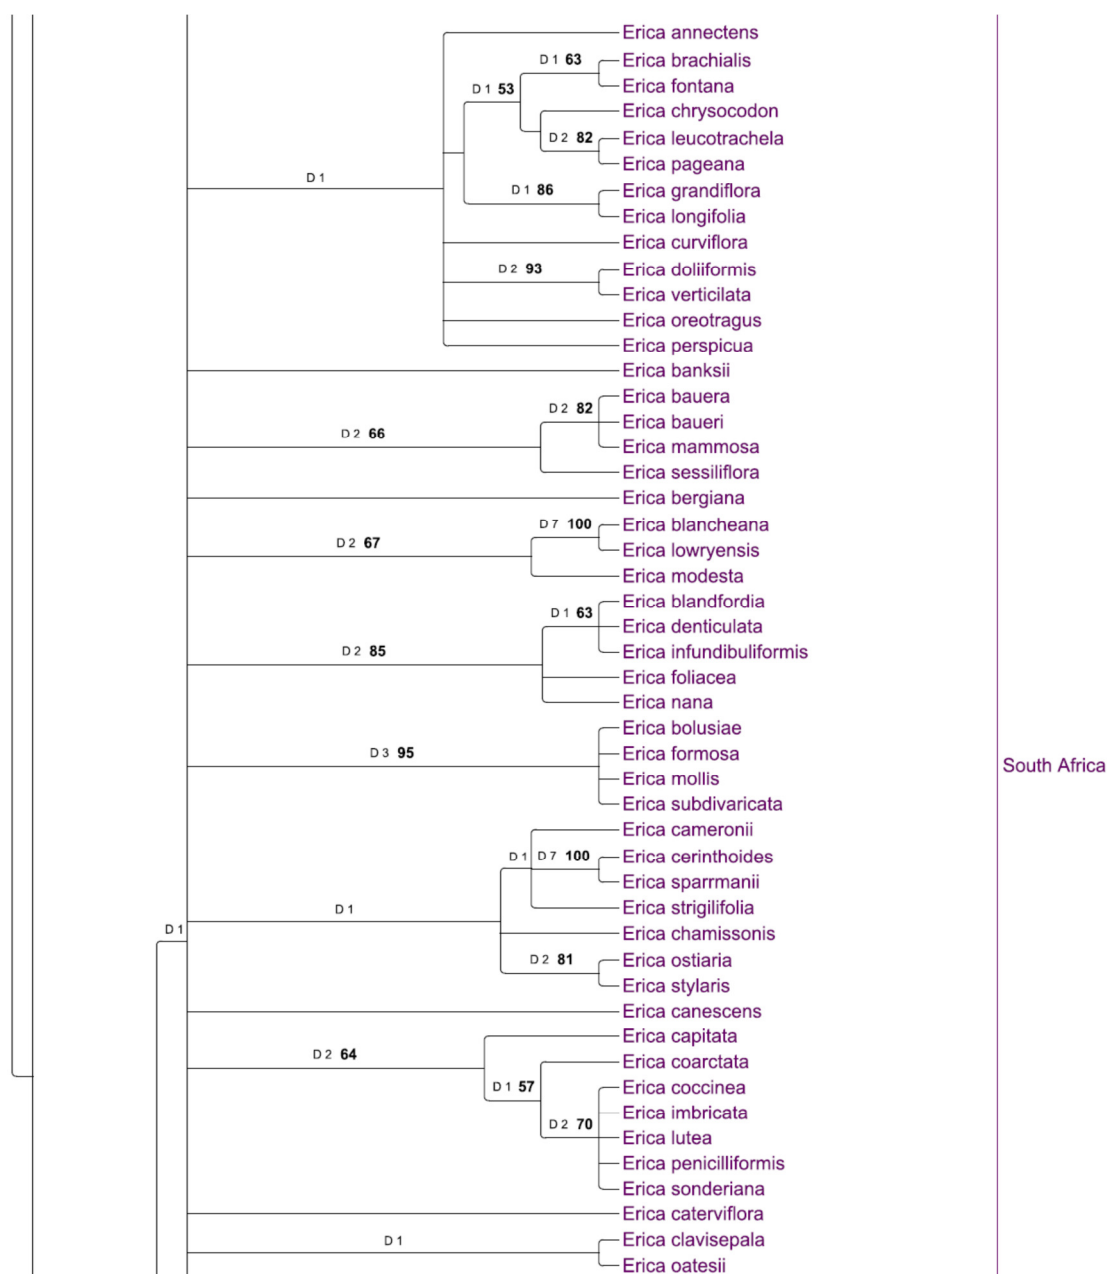 Erica annectens
D 1 63
Erica brachialis
Erica fontana
D 1 53
Erica chrysocodon
D 2 82
Erica leucotrachela
Erica pageana
D 1
D 1 86
Erica grandiflora
Erica longifolia
Erica curviflora
D 2 93
Erica doliiformis
Erica verticilata
Erica oreotragus
Erica perspicua
Erica banksii
Erica bauera
D 2 82
Erica baueri
D 2 66
Erica mammosa
Erica sessiliflora
Erica bergiana
D 7 100
Erica blancheana
D 2 67
Erica lowryensis
Erica modesta
Erica blandfordia
D 1 63
Erica denticulata
D 2 85
Erica infundibuliformis
Erica foliacea
Erica nana
Erica bolusiae
D 3 95
Erica formosa
South Africa
Erica mollis
Erica subdivaricata
Erica cameronii
D 1
D 7 100
Erica cerinthoides
Erica sparrmanii
D 1
Erica strigilifolia
D 1
Erica chamissonis
D 2 81
Erica ostiaria
Erica stylaris
Erica canescens
Erica capitata
D 2 64
Erica coarctata
D 1 57
Erica coccinea
Erica imbricata
D 2 70
Erica lutea
Erica penicilliformis
Erica sonderiana
Erica caterviflora
D 1
Erica clavisepala
Erica oatesii